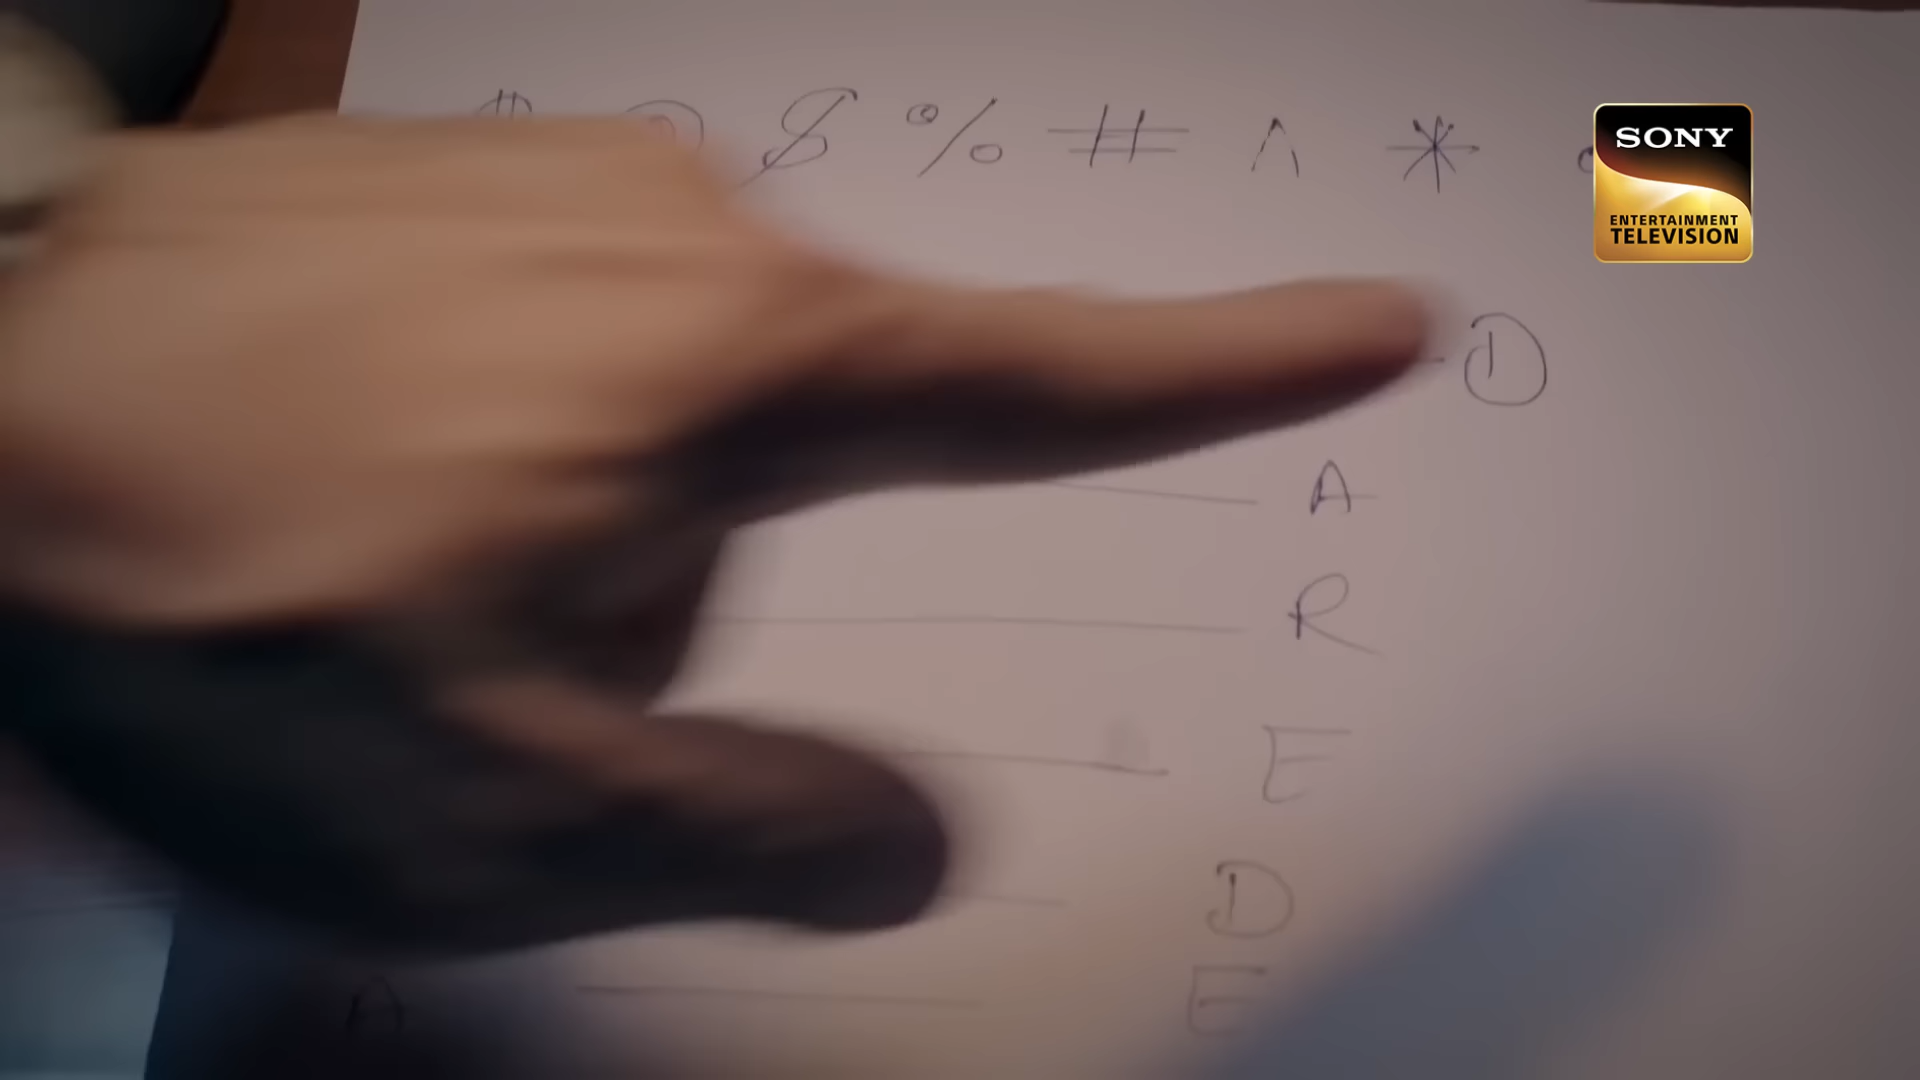 $ % # ^ *
SONY
ENTERTAINMENT
TELEVISION
D
A
R
E
D
A E